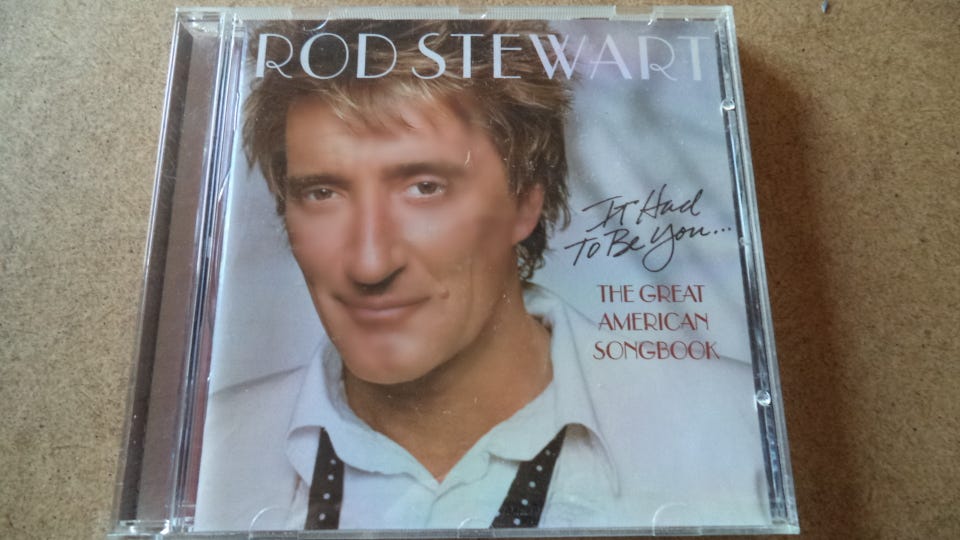 ROD STEWART
It Had
To Be You...
THE GREAT
AMERICAN
SONGBOOK